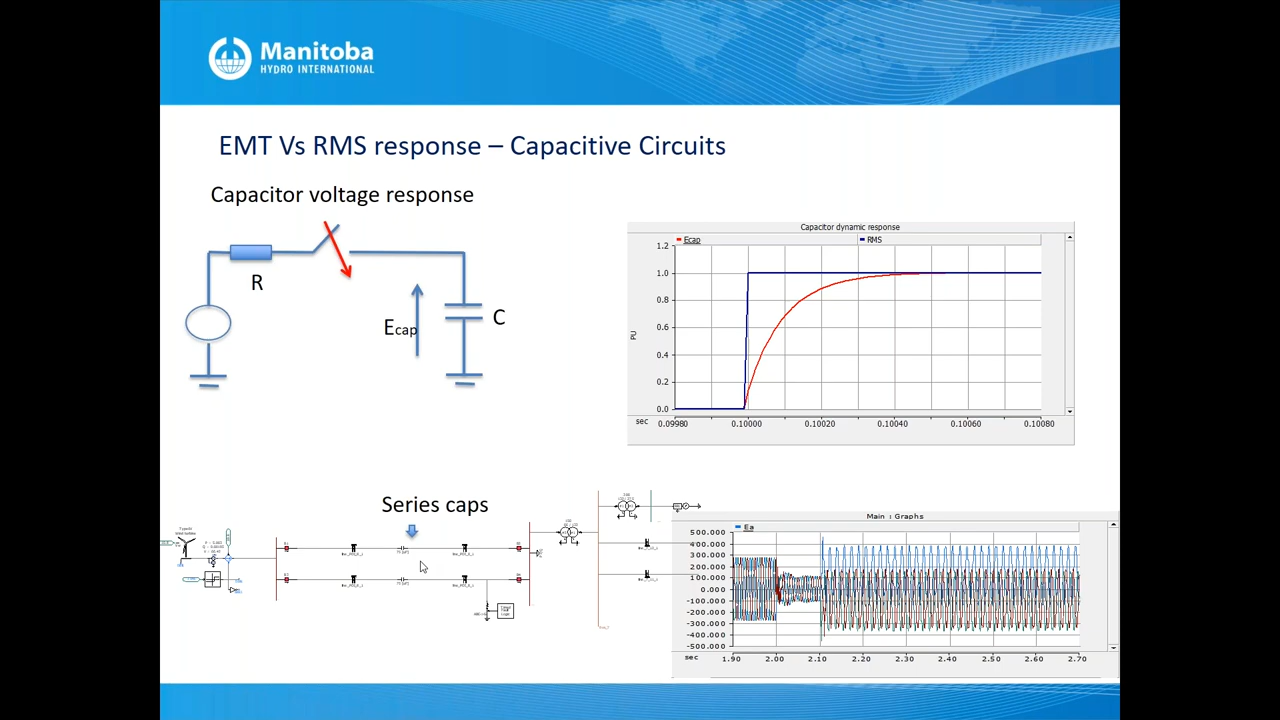 Manitoba
HYDRO INTERNATIONAL
EMT Vs RMS response – Capacitive Circuits
Capacitor voltage response
R
Ecap
C
Capacitor dynamic response
Ecap
RMS
1.2
1.0
0.8
0.6
0.4
0.2
0.0
PU
sec
0.09980
0.10000
0.10020
0.10040
0.10060
0.10080
Series caps
Main : Graphs
Ea
500.000
400.000
300.000
200.000
100.000
0.000
-100.000
-200.000
-300.000
-400.000
-500.000
sec
1.90
2.00
2.10
2.20
2.30
2.40
2.50
2.60
2.70